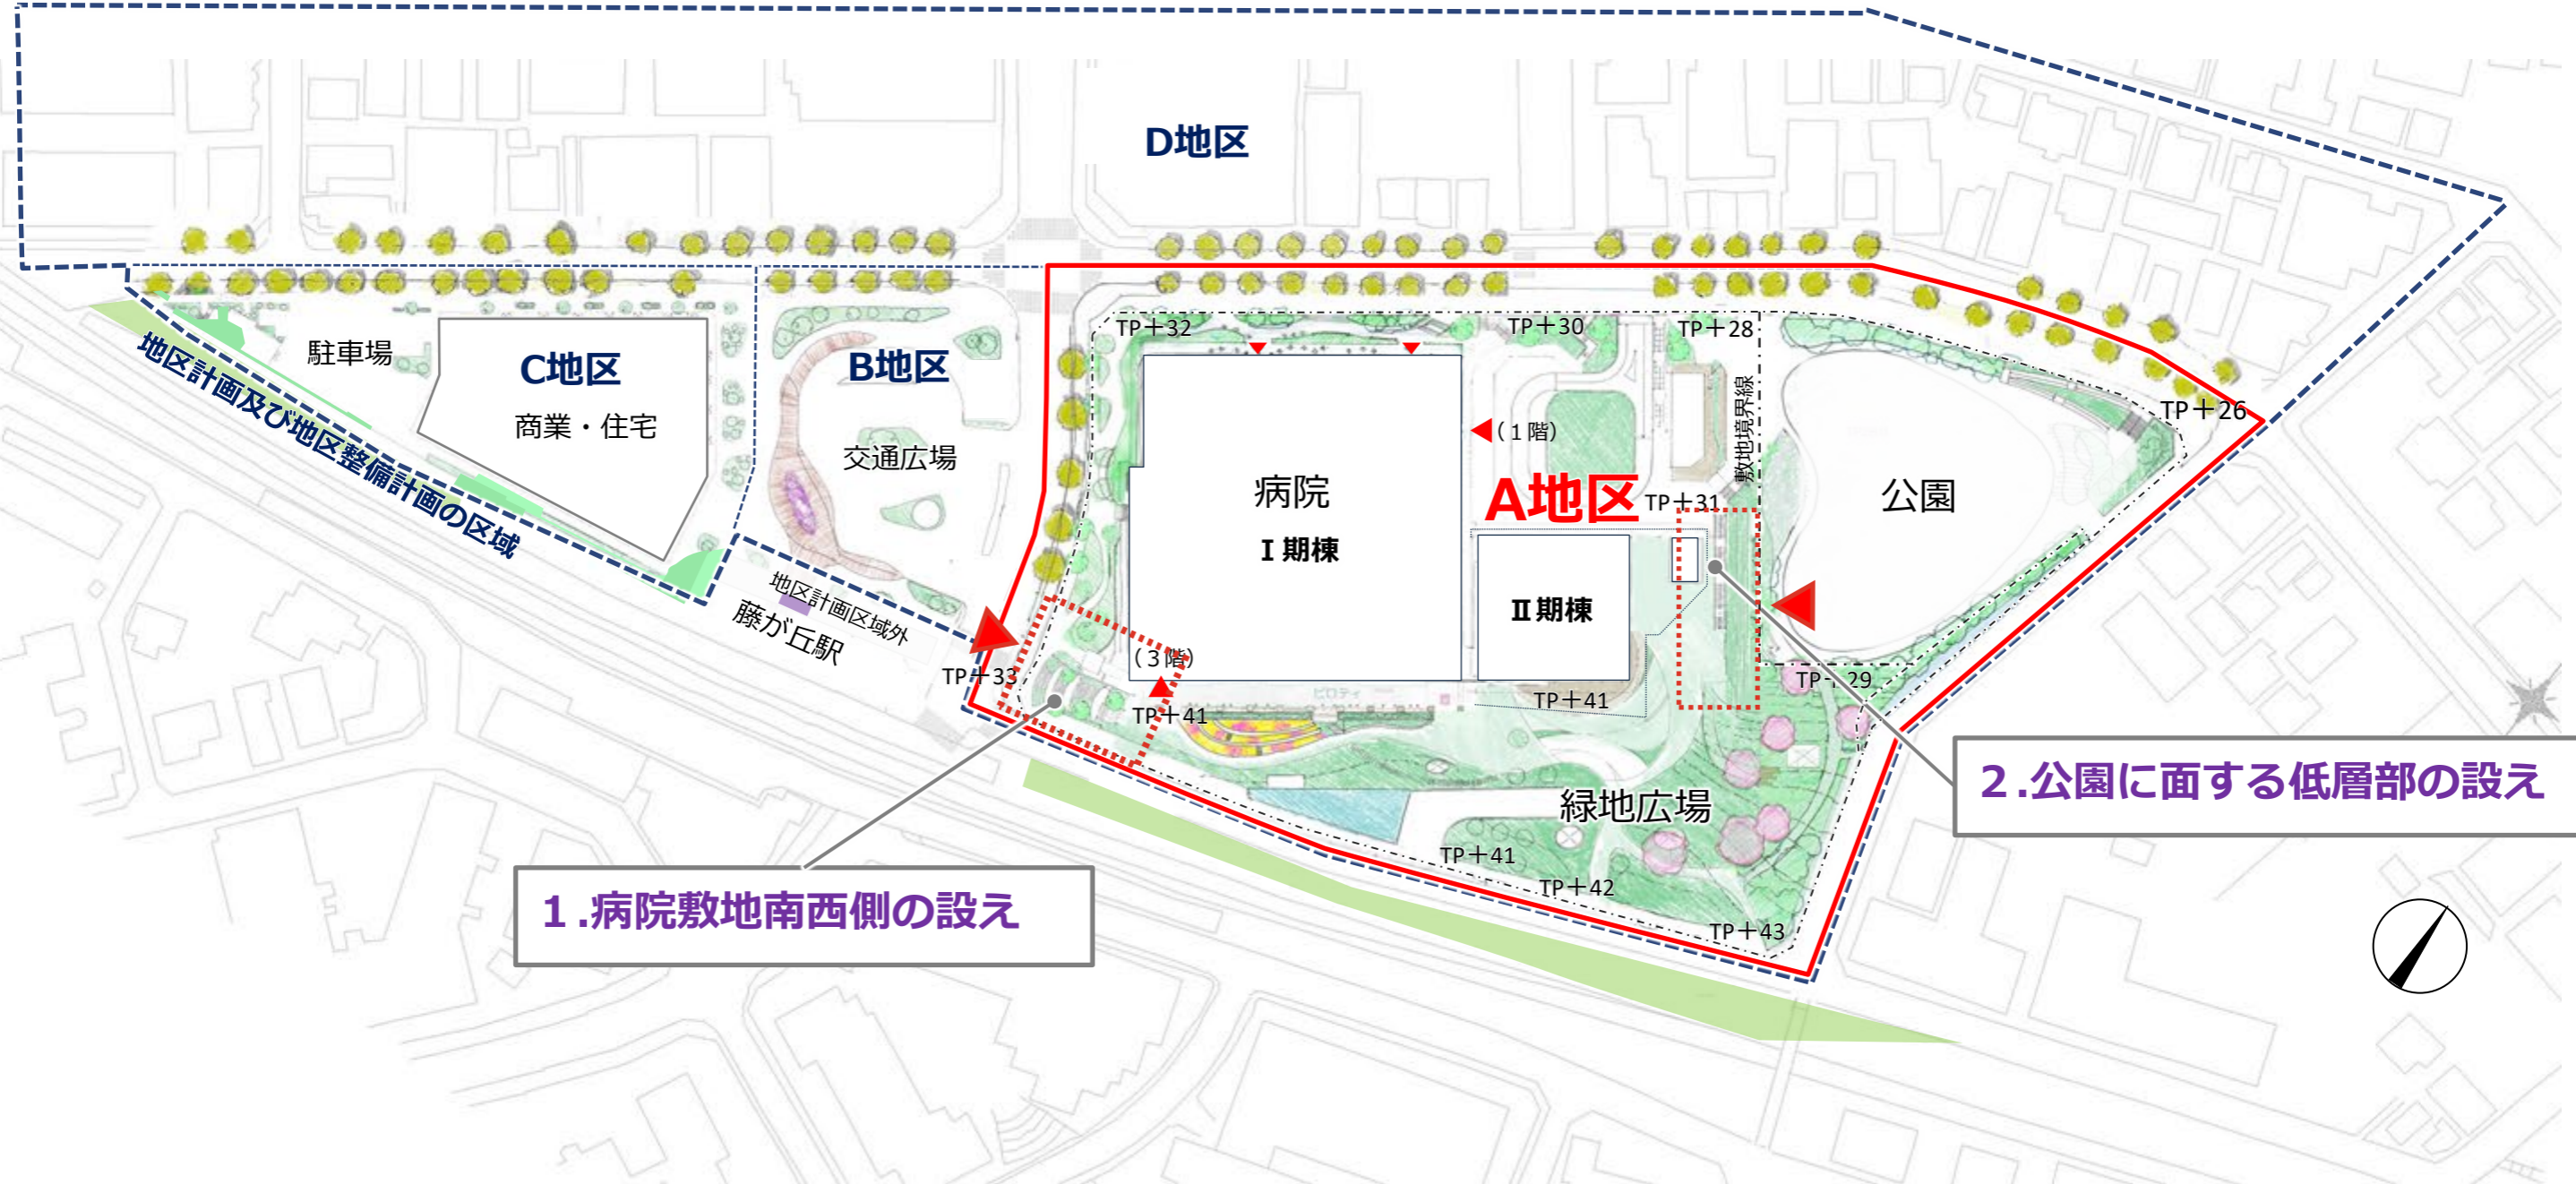 D地区
TP＋32
TP＋30
TP＋28
駐車場
C地区
商業・住宅
B地区
交通広場
地区計画及び地区整備計画の区域
敷地境界線
TP＋26
（１階）
病院
Ⅰ期棟
A地区
TP＋31
公園
Ⅱ期棟
地区計画区域外
藤が丘駅
（３階）
TP＋33
TP＋41
ピロティ
TP＋41
TP＋29
２.公園に面する低層部の設え
緑地広場
TP＋41
TP＋42
TP＋43
１.病院敷地南西側の設え